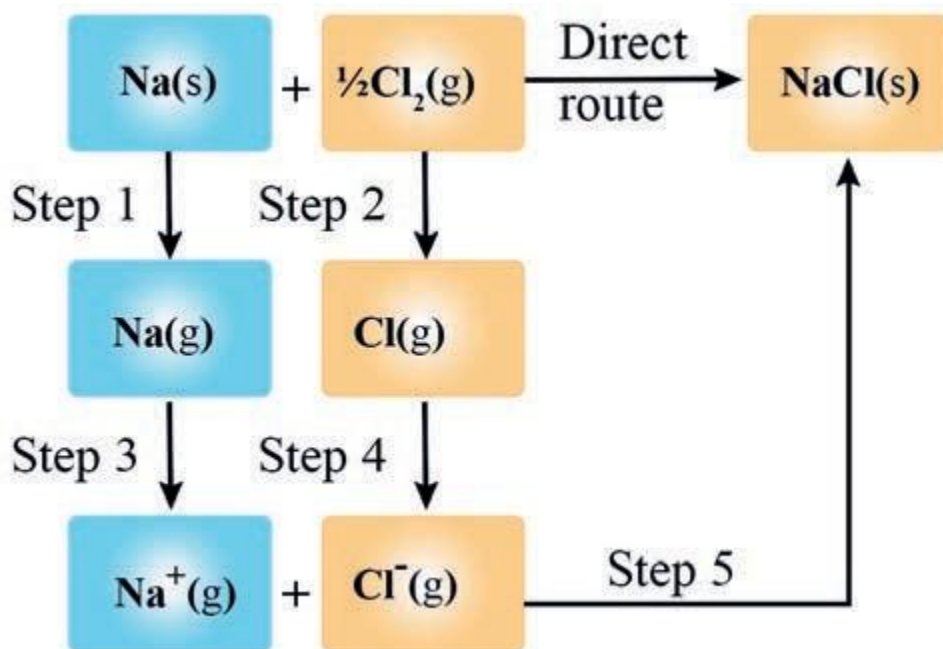 Na(s) + ½Cl₂(g) Direct route NaCl(s)
Step 1 Step 2
Na(g) Cl(g)
Step 3 Step 4
Na⁺(g) + Cl⁻(g) Step 5